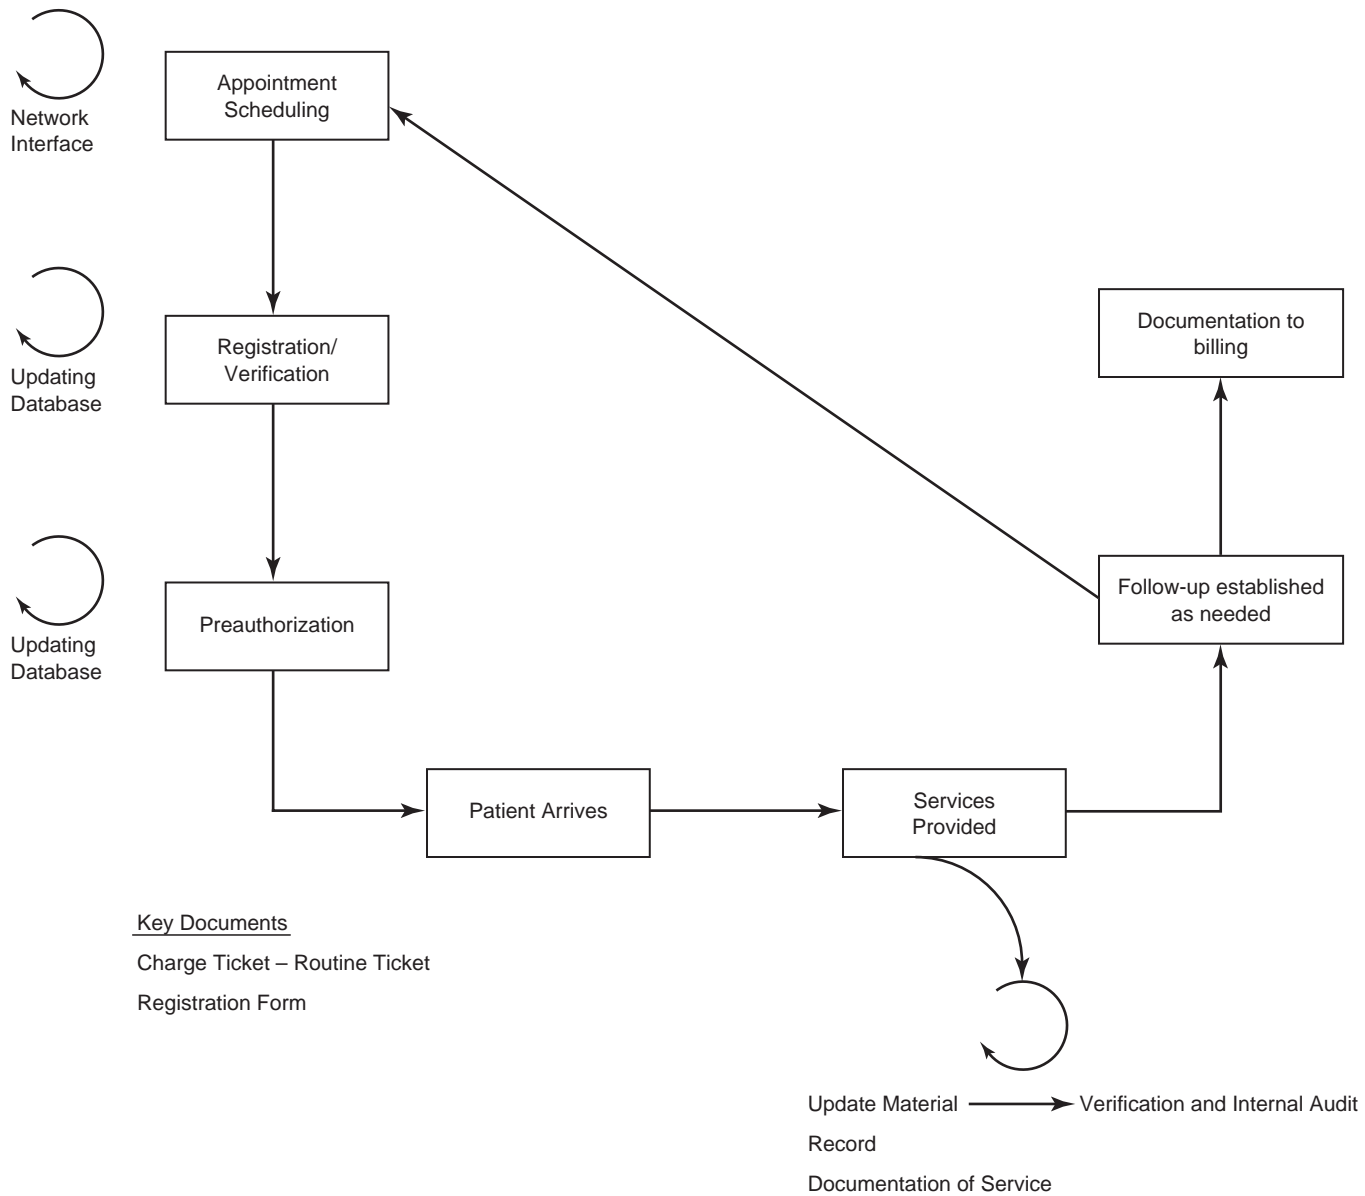 Network
Interface
Appointment
Scheduling
Updating
Database
Registration/
Verification
Documentation to
billing
Updating
Database
Preauthorization
Follow-up established
as needed
Patient Arrives
Services
Provided
Key Documents
Charge Ticket – Routine Ticket
Registration Form
Update Material
Verification and Internal Audit
Record
Documentation of Service